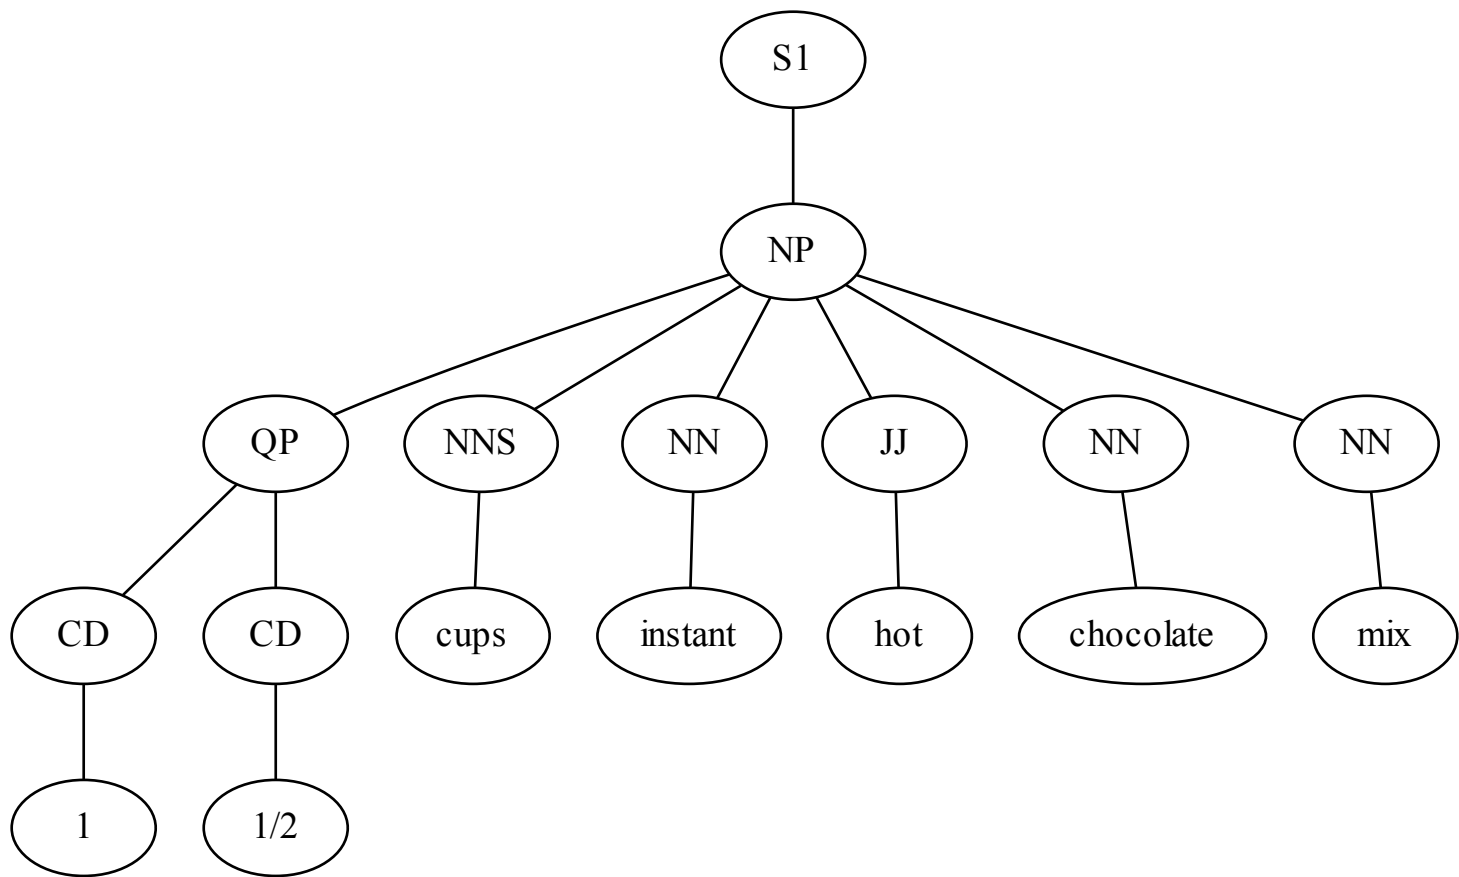 S1
NP
QP NNS NN JJ NN NN
CD CD cups instant hot chocolate mix
1 1/2